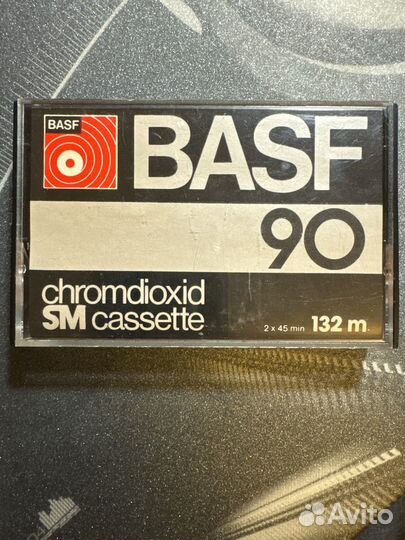 BASF
BASF
90
chromdioxid
SM cassette
2 x 45 min 132 m
Avito